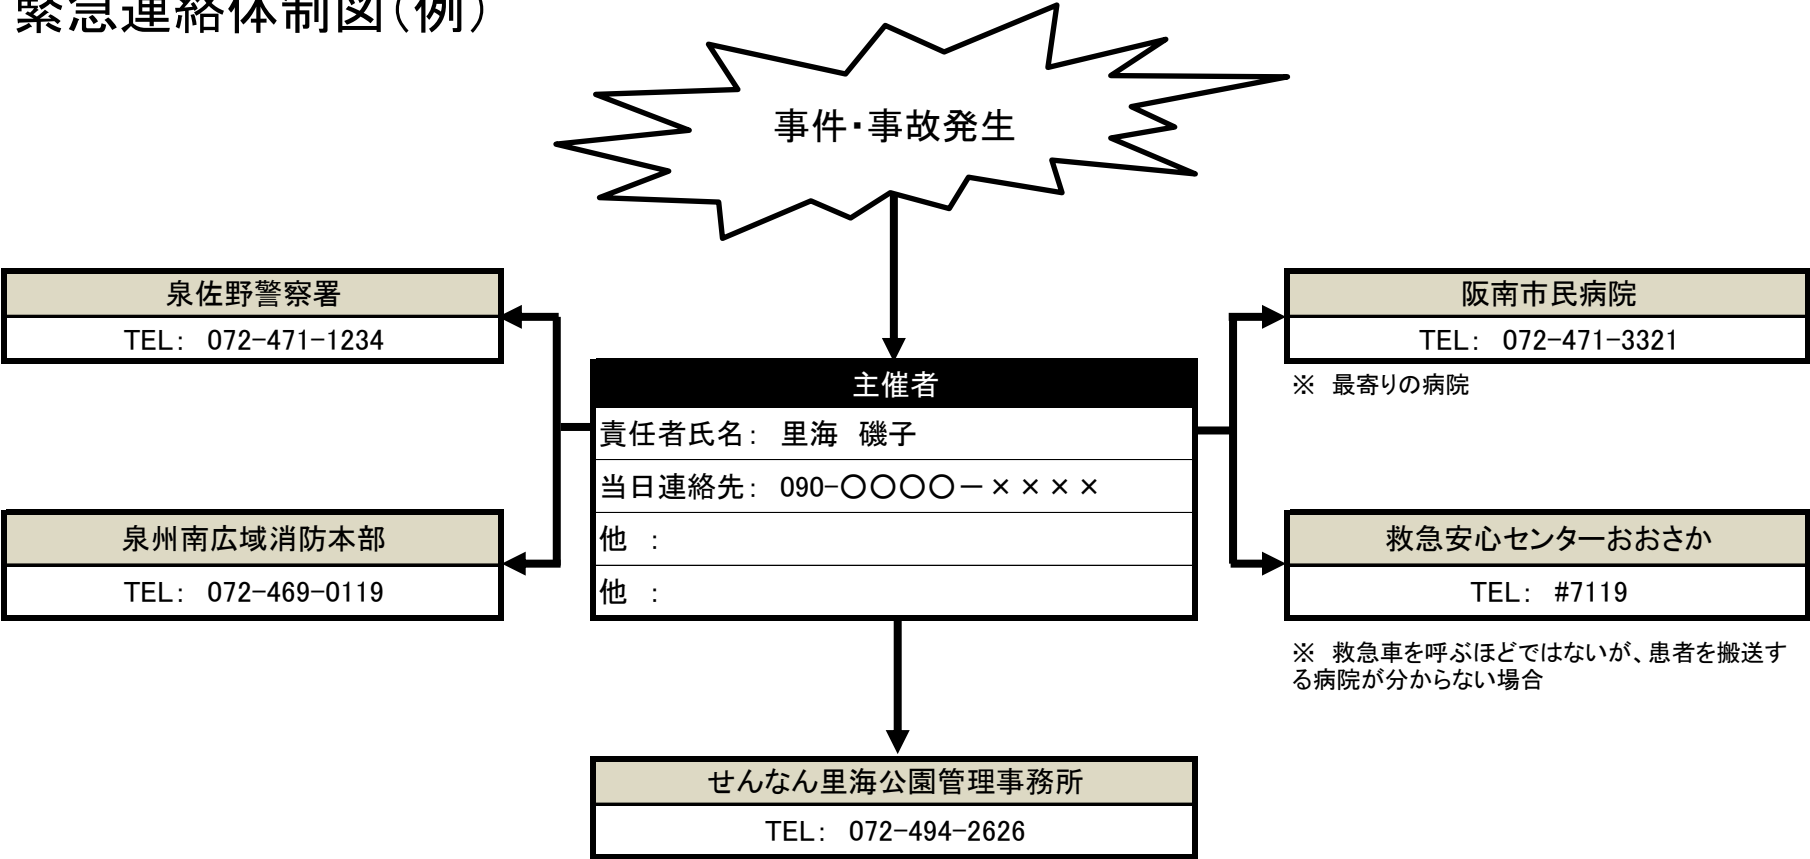 緊急連絡体制図（例）
事件・事故発生
泉佐野警察署
TEL： 072-471-1234
阪南市民病院
TEL： 072-471-3321
※ 最寄りの病院
主催者
責任者氏名： 里海 磯子
当日連絡先： 090-〇〇〇〇－××××
他 ：
他 ：
泉州南広域消防本部
TEL： 072-469-0119
救急安心センターおおさか
TEL： #7119
※ 救急車を呼ぶほどではないが、患者を搬送す
る病院が分からない場合
せんなん里海公園管理事務所
TEL： 072-494-2626